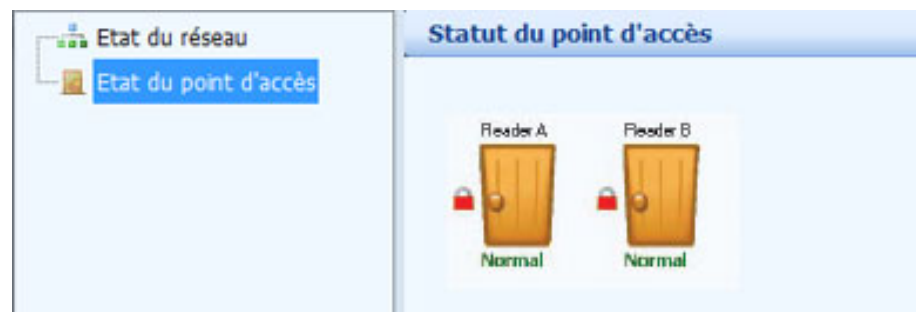 Etat du réseau
Etat du point d'accès
Statut du point d'accès
Reader A Reader B
Normal Normal